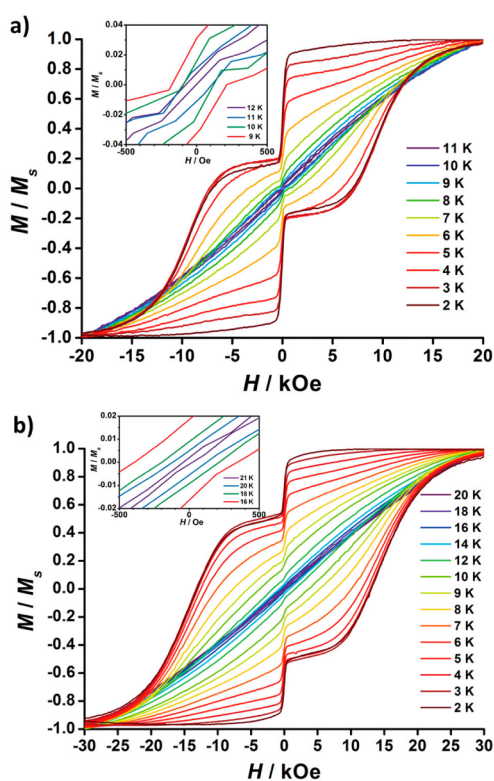 a)
1.0
0.8
0.6
0.4
0.2
0.0
-0.2
-0.4
-0.6
-0.8
-1.0
M / Ms
-20
-15
-10
-5
0
5
10
15
20
H / kOe
0.04
0.02
0.00
-0.02
-0.04
M / Ms
-500
0
500
H / Oe
12 K
11 K
10 K
9 K
11 K
10 K
9 K
8 K
7 K
6 K
5 K
4 K
3 K
2 K
b)
1.0
0.8
0.6
0.4
0.2
0.0
-0.2
-0.4
-0.6
-0.8
-1.0
M / Ms
-30
-25
-20
-15
-10
-5
0
5
10
15
20
25
30
H / kOe
0.02
0.01
0.00
-0.01
-0.02
M / Ms
-500
0
500
H / Oe
21 K
20 K
18 K
16 K
20 K
18 K
16 K
14 K
12 K
10 K
9 K
8 K
7 K
6 K
5 K
4 K
3 K
2 K